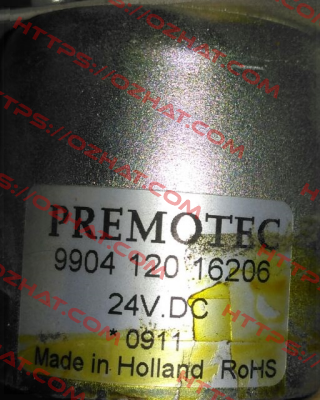 PREMOTEC
9904 120 16206
24V.DC
* 0911
Made in Holland RoHS
HTTPS://OZHAT.COM